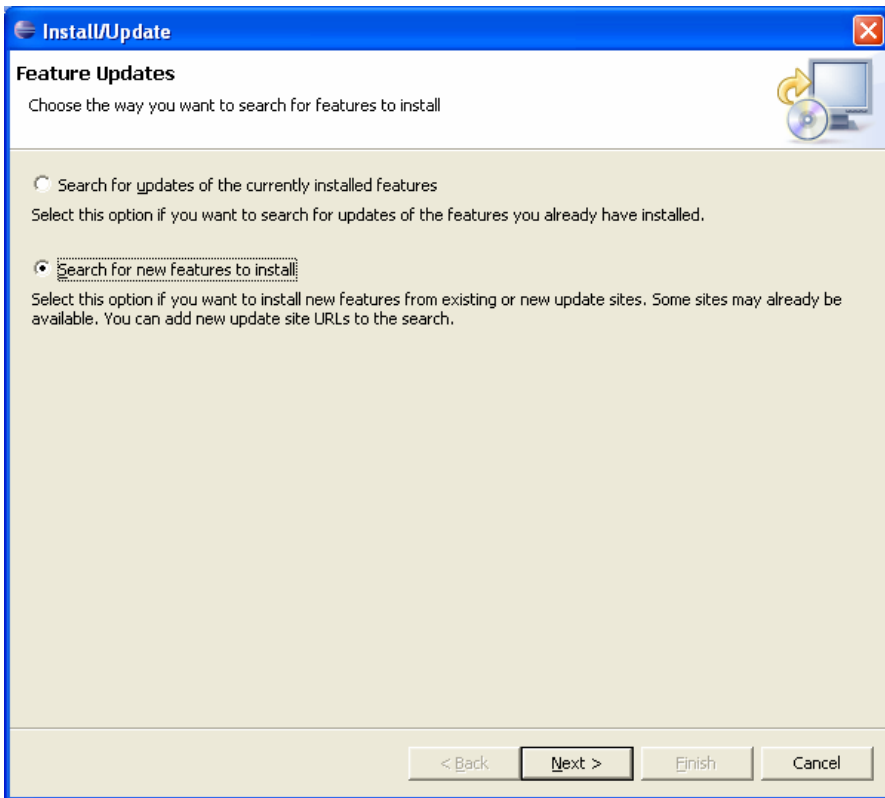 Install/Update
Feature Updates
Choose the way you want to search for features to install
Search for updates of the currently installed features
Select this option if you want to search for updates of the features you already have installed.
Search for new features to install
Select this option if you want to install new features from existing or new update sites. Some sites may already be
available. You can add new update site URLs to the search.
< Back
Next >
Finish
Cancel